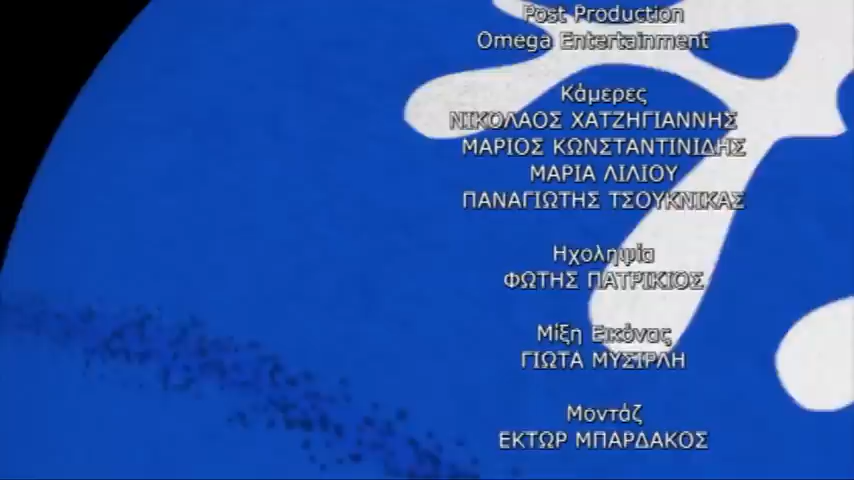 Post Production
Omega Entertainment
Κάμερες
ΝΙΚΟΛΑΟΣ ΧΑΤΖΗΓΙΑΝΝΗΣ
ΜΑΡΙΟΣ ΚΩΝΣΤΑΝΤΙΝΙΔΗΣ
ΜΑΡΙΑ ΛΙΛΙΟΥ
ΠΑΝΑΓΙΩΤΗΣ ΤΣΟΥΚΝΙΚΑΣ
Ηχοληψία
ΦΩΤΗΣ ΠΑΤΡΙΚΙΟΣ
Μίξη Εικόνας
ΓΙΩΤΑ ΜΥΣΙΡΛΗ
Μοντάζ
ΕΚΤΩΡ ΜΠΑΡΔΑΚΟΣ